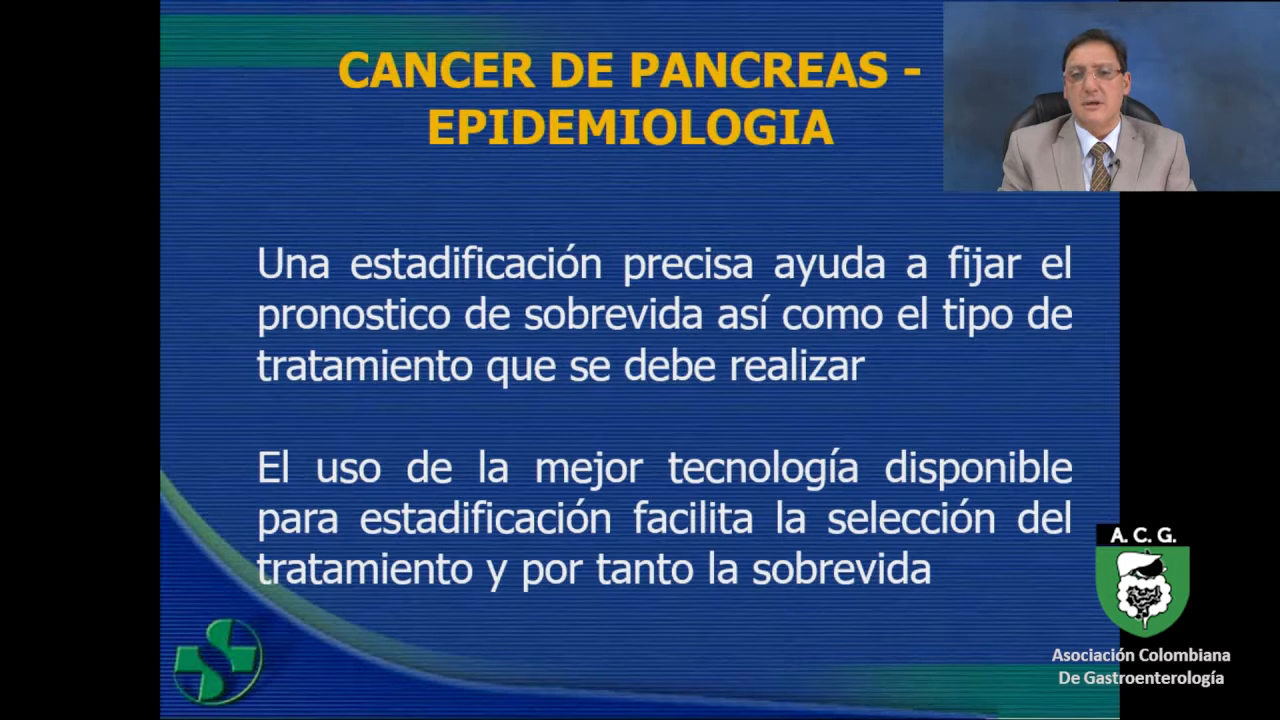 CANCER DE PANCREAS -
EPIDEMIOLOGIA
Una estadificación precisa ayuda a fijar el
pronostico de sobrevida así como el tipo de
tratamiento que se debe realizar
El uso de la mejor tecnología disponible
para estadificación facilita la selección del
tratamiento y por tanto la sobrevida
A. C. G.
Asociación Colombiana
De Gastroenterología